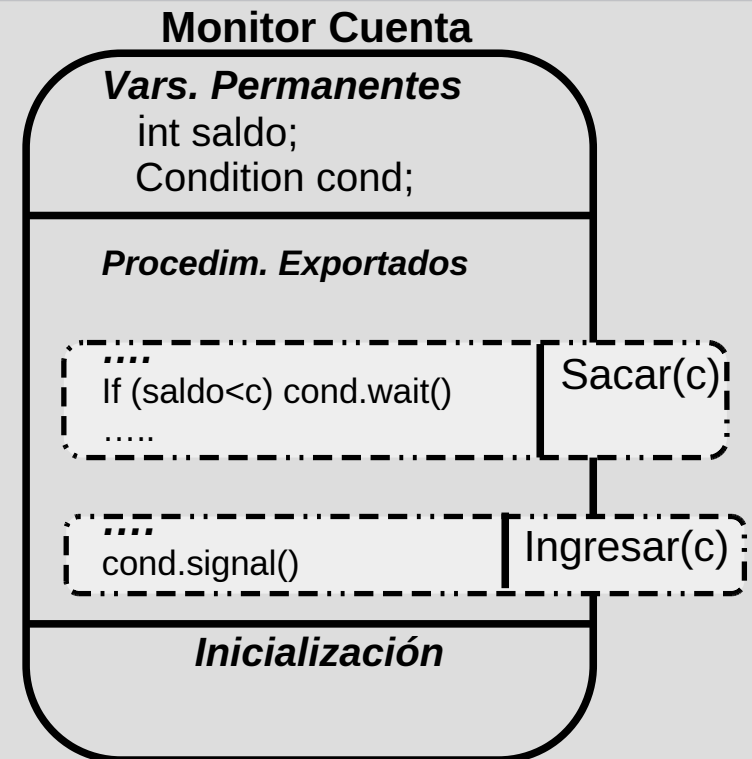 Monitor Cuenta
Vars. Permanentes
int saldo;
Condition cond;
Procedim. Exportados
....
If (saldo<c) cond.wait()
.....
Sacar(c)
....
cond.signal()
Ingresar(c)
Inicialización